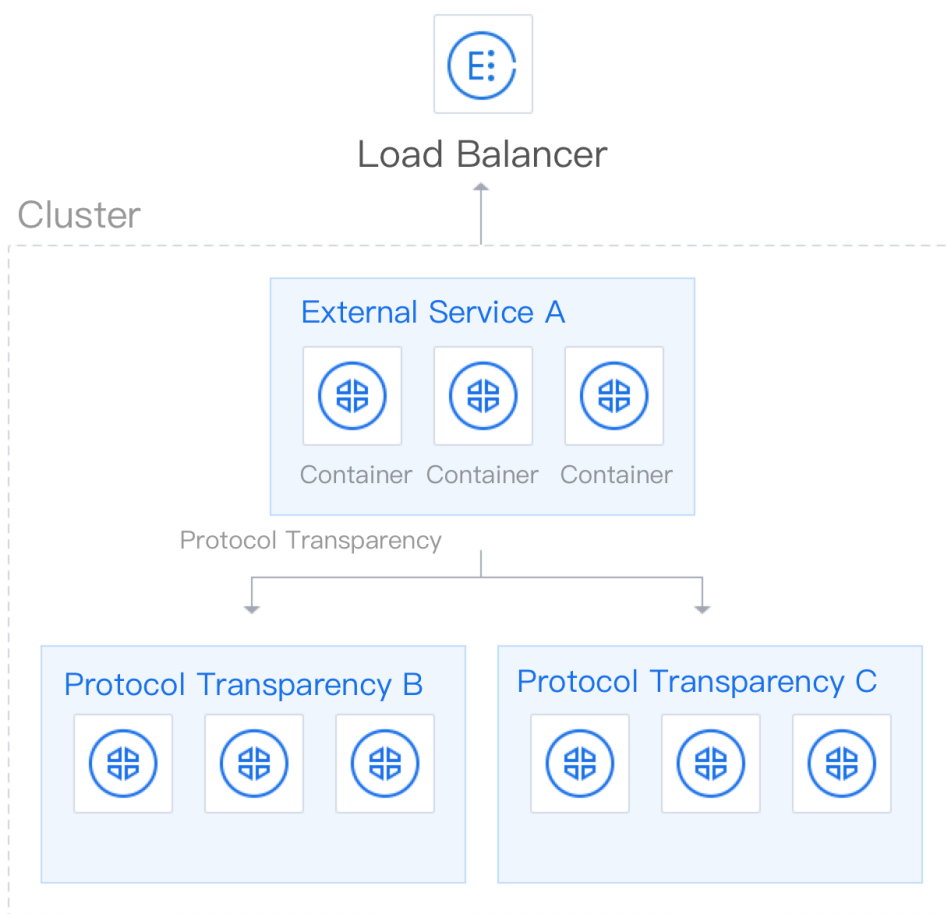 E
Load Balancer
Cluster
External Service A
Container Container Container
Protocol Transparency
Protocol Transparency B
Protocol Transparency C